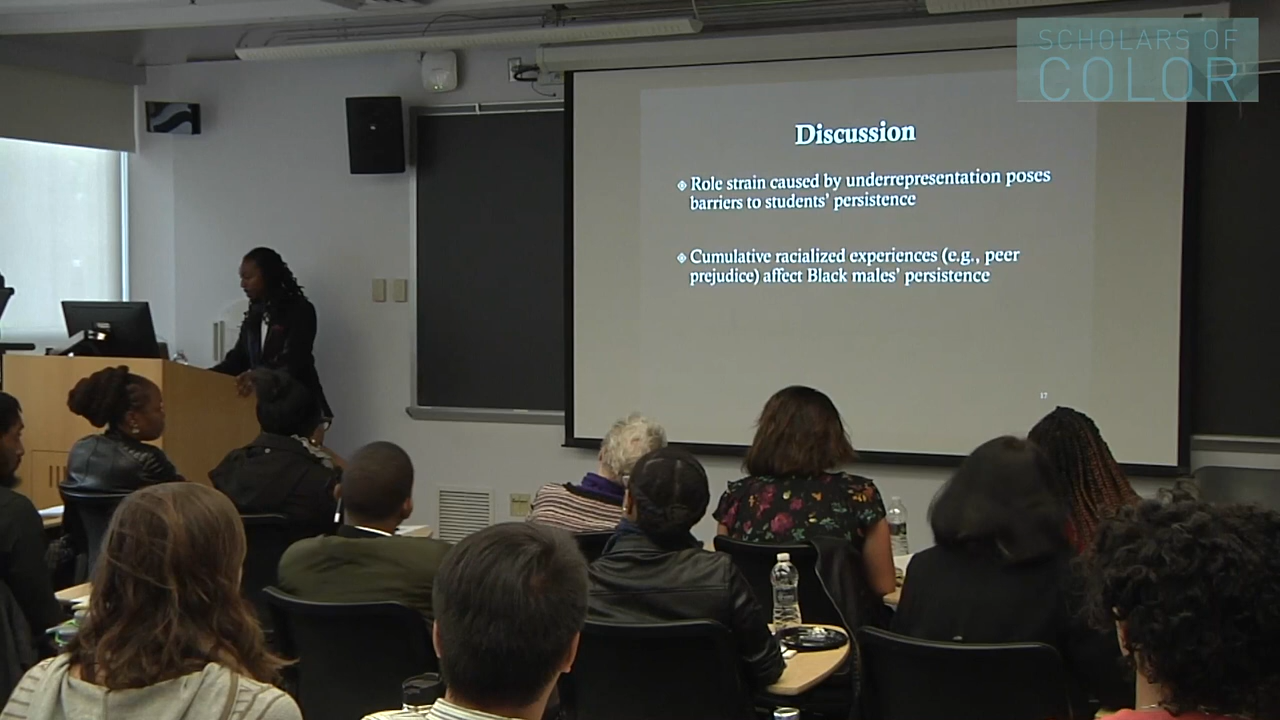 SCHOLARS OF
COLOR
Discussion
Role strain caused by underrepresentation poses
barriers to students' persistence
Cumulative racialized experiences (e.g., peer
prejudice) affect Black males' persistence
17